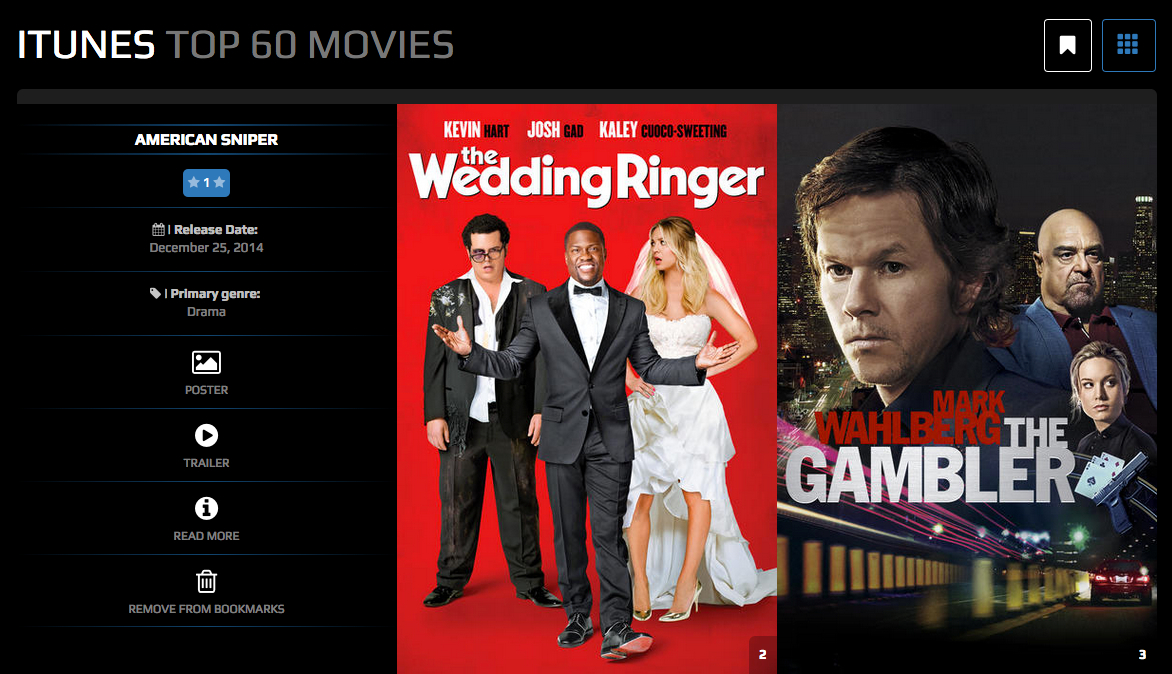 ITUNES TOP 60 MOVIES
AMERICAN SNIPER
1
| Release Date:
December 25, 2014
| Primary genre:
Drama
POSTER
TRAILER
READ MORE
REMOVE FROM BOOKMARKS
KEVIN HART JOSH GAD KALEY CUOCO-SWEETING
the
Wedding Ringer
2
MARK
WAHLBERG THE
GAMBLER
3